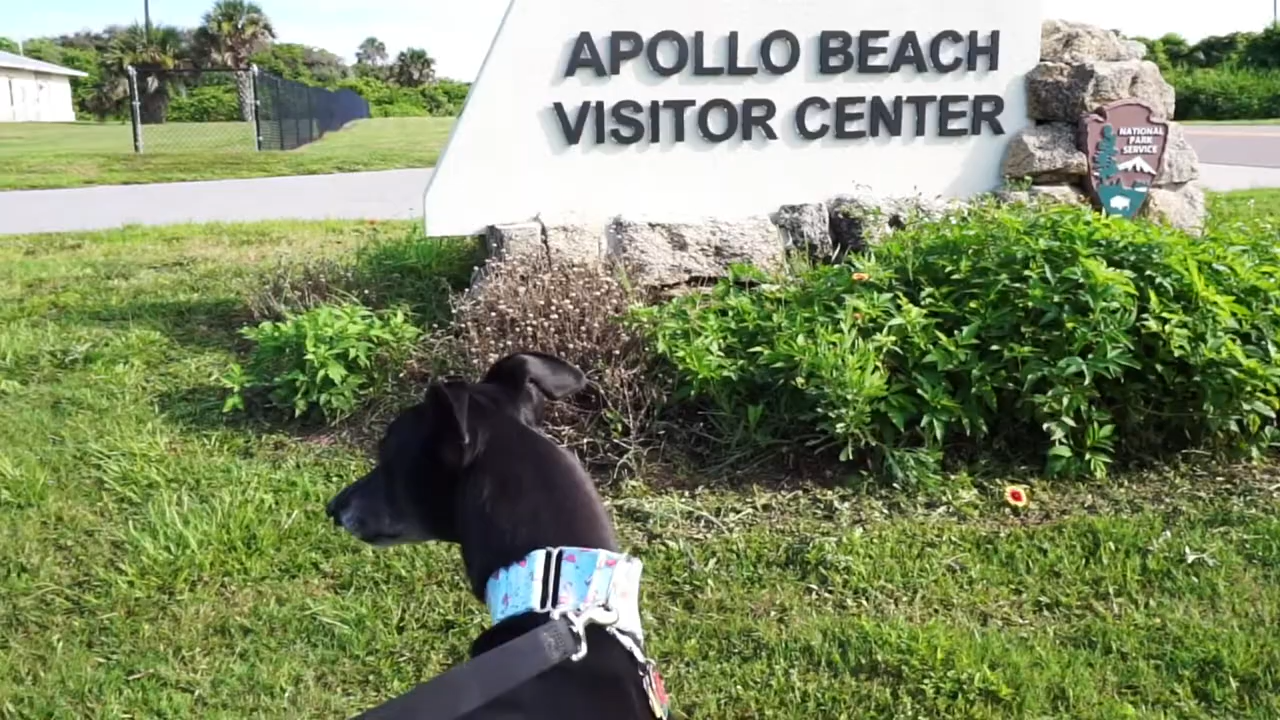 APOLLO BEACH
VISITOR CENTER
NATIONAL
PARK
SERVICE